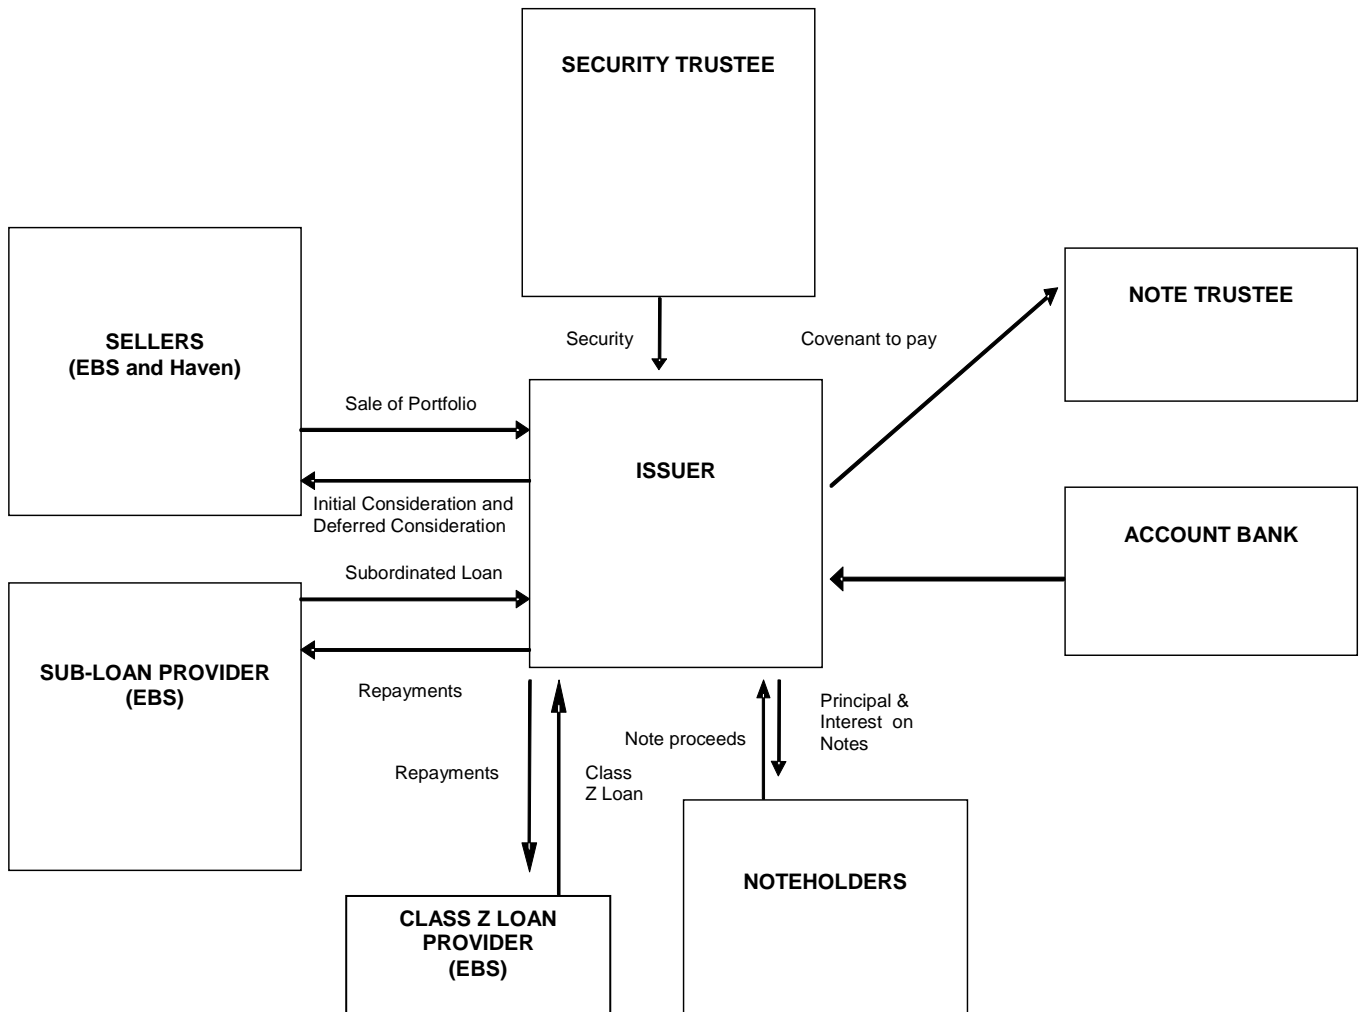 SECURITY TRUSTEE
SELLERS
(EBS and Haven)
Security
Covenant to pay
NOTE TRUSTEE
Sale of Portfolio
ISSUER
Initial Consideration and
Deferred Consideration
ACCOUNT BANK
Subordinated Loan
SUB-LOAN PROVIDER
(EBS)
Repayments
Repayments
Class
Z Loan
Note proceeds
Principal &
Interest on
Notes
CLASS Z LOAN
PROVIDER
(EBS)
NOTEHOLDERS